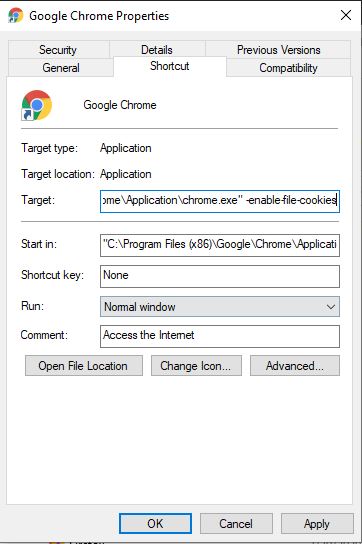 Google Chrome Properties
Security Details Previous Versions
General Shortcut Compatibility
Google Chrome
Target type: Application
Target location: Application
Target: ome\Application\chrome.exe" -enable-file-cookies
Start in: "C:\Program Files (x86)\Google\Chrome\Applicati
Shortcut key: None
Run: Normal window
Comment: Access the Internet
Open File Location Change Icon... Advanced...
OK Cancel Apply